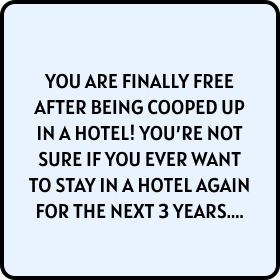 YOU ARE FINALLY FREE
AFTER BEING COOPED UP
IN A HOTEL! YOU'RE NOT
SURE IF YOU EVER WANT
TO STAY IN A HOTEL AGAIN
FOR THE NEXT 3 YEARS....